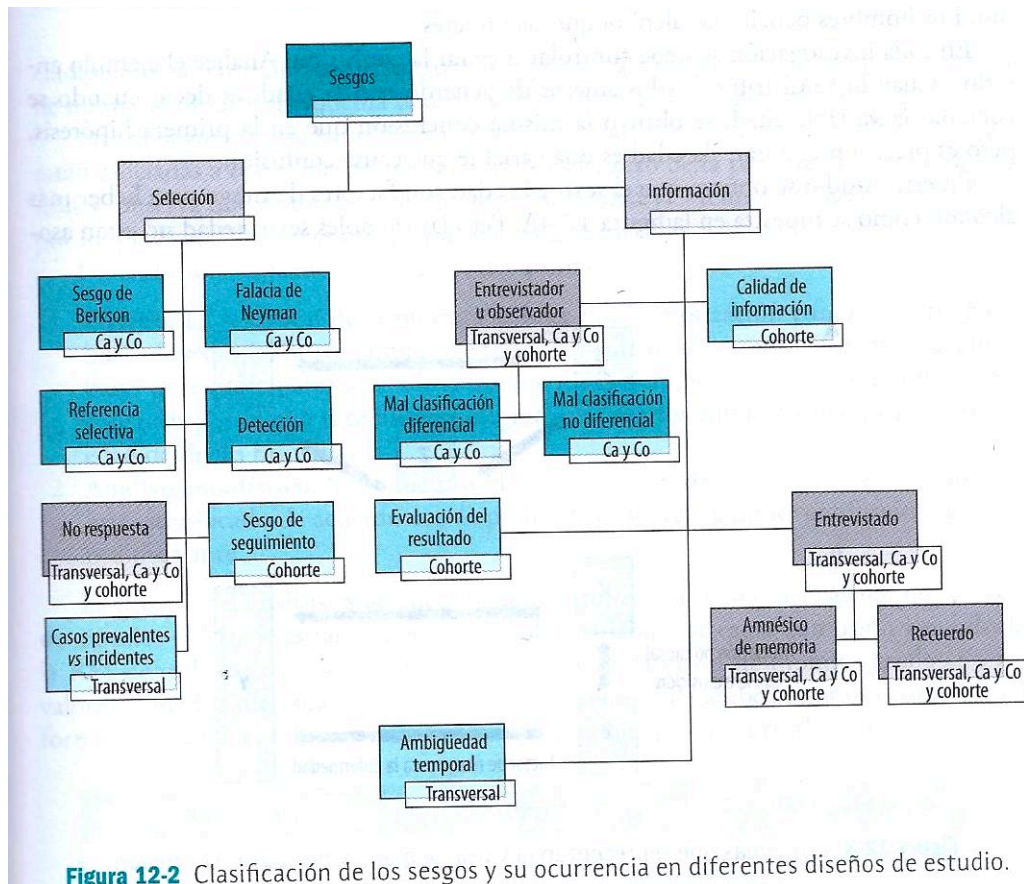 Sesgos
Selección
Información
Sesgo de
Berkson
Ca y Co
Falacia de
Neyman
Ca y Co
Entrevistador
u observador
Transversal, Ca y Co
y cohorte
Calidad de
información
Cohorte
Referencia
selectiva
Ca y Co
Detección
Ca y Co
Mal clasificación
diferencial
Ca y Co
Mal clasificación
no diferencial
Ca y Co
No respuesta
Transversal, Ca y Co
y cohorte
Sesgo de
seguimiento
Cohorte
Evaluación del
resultado
Cohorte
Entrevistado
Transversal, Ca y Co
y cohorte
Casos prevalentes
vs incidentes
Transversal
Amnésico
de memoria
Transversal, Ca y Co
y cohorte
Recuerdo
Transversal, Ca y Co
y cohorte
Ambigüedad
temporal
Transversal
Figura 12-2 Clasificación de los sesgos y su ocurrencia en diferentes diseños de estudio.